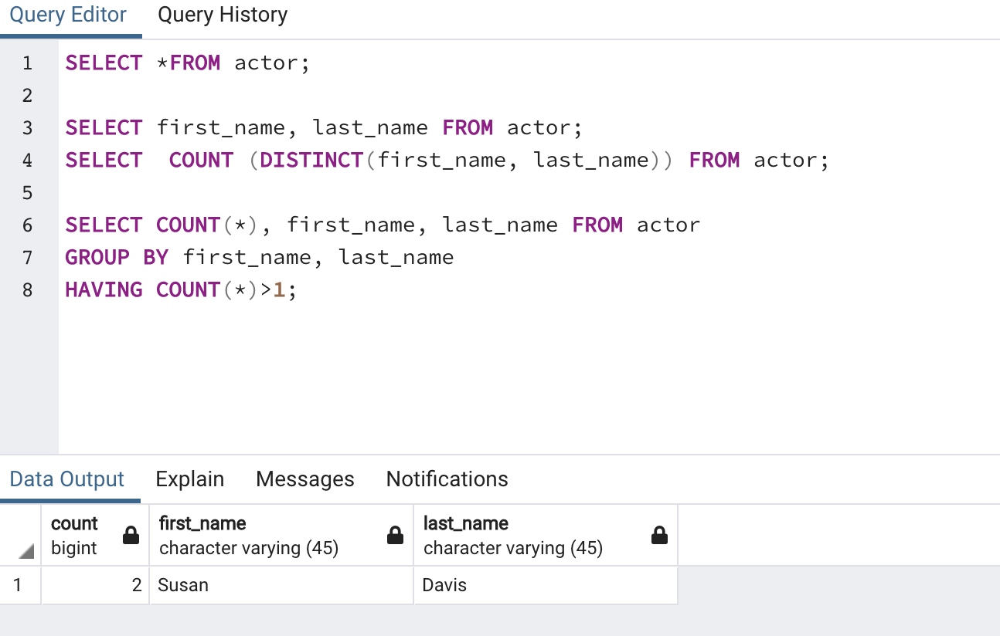 Query Editor Query History
1 SELECT *FROM actor;
2
3 SELECT first_name, last_name FROM actor;
4 SELECT  COUNT (DISTINCT(first_name, last_name)) FROM actor;
5
6 SELECT COUNT(*), first_name, last_name FROM actor
7 GROUP BY first_name, last_name
8 HAVING COUNT(*)>1;
Data Output Explain Messages Notifications
count first_name last_name
bigint character varying (45) character varying (45)
1 2 Susan Davis